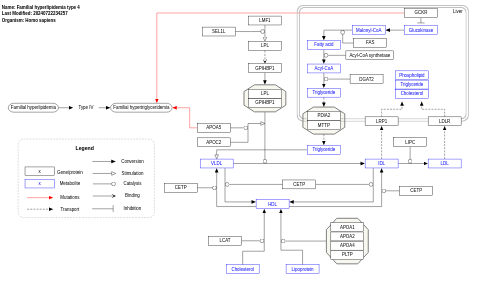 Name: Familial hyperlipidemia type 4
Last Modified: 20240722234257
Organism: Homo sapiens
GCKR
Liver
LMF1
SEL1L
Malonyl-CoA
Glucokinase
LPL
Fatty acid
FAS
Acyl-CoA synthetase
GPIHBP1
Acyl-CoA
DGAT2
Phospholipid
Triglyceride
Cholesterol
LPL
GPIHBP1
Triglyceride
Familial hyperlipidemia
Type IV
Familial hypertriglyceridemia
PDIA2
MTTP
LRP1
LDLR
APOA5
APOC2
LIPC
Triglyceride
Legend
VLDL
IDL
LDL
x
Gene/protein
x
Metabolite
Mutations
Transport
Conversion
Stimulation
Catalysis
Binding
Inhibition
CETP
CETP
CETP
HDL
LCAT
APOA1
APOA2
APOA4
PLTP
Cholesterol
Lipoprotein